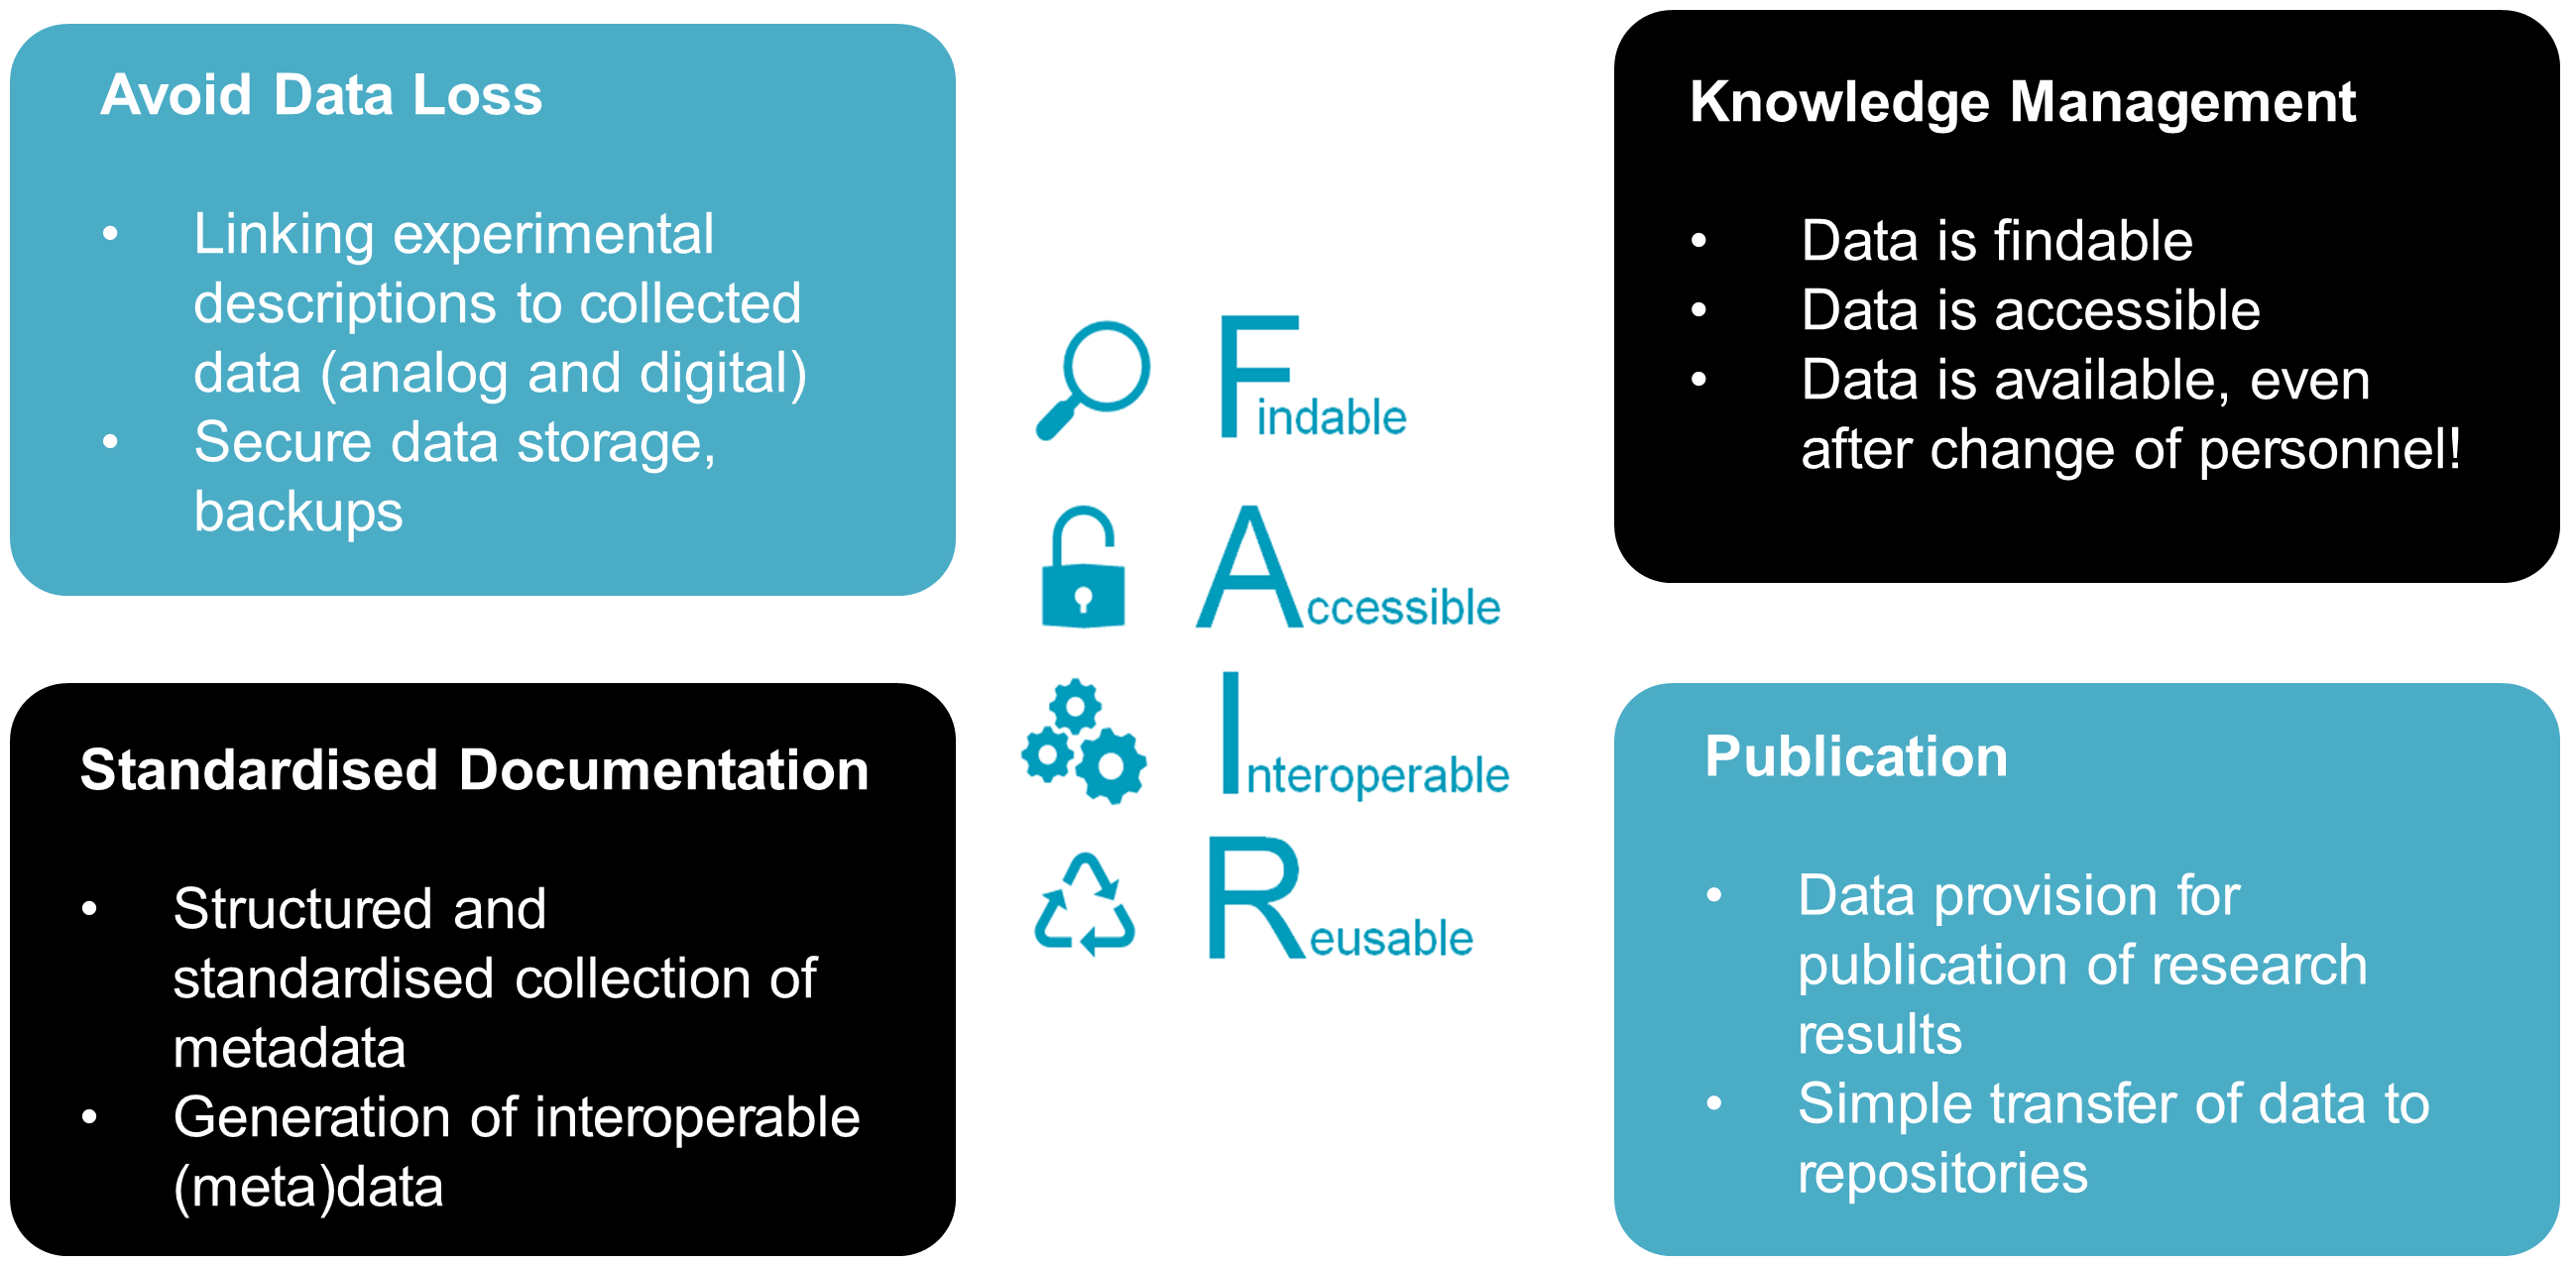 Avoid Data Loss
• Linking experimental
descriptions to collected
data (analog and digital)
• Secure data storage,
backups
Standardised Documentation
• Structured and
standardised collection of
metadata
• Generation of interoperable
(meta)data
Findable
Accessible
Interoperable
Reusable
Knowledge Management
• Data is findable
• Data is accessible
• Data is available, even
after change of personnel!
Publication
• Data provision for
publication of research
results
• Simple transfer of data to
repositories